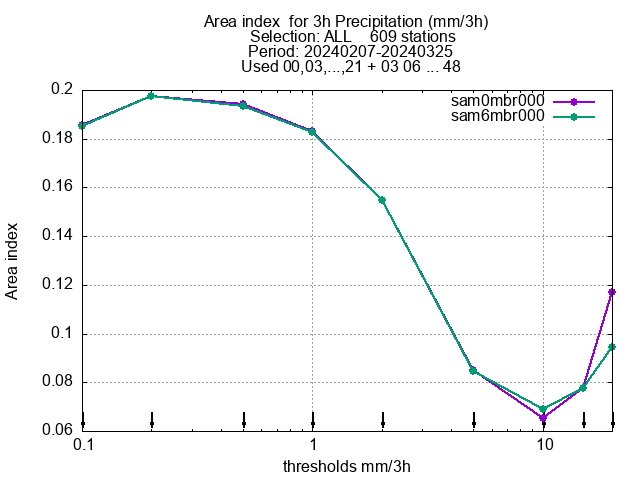 Area index  for 3h Precipitation (mm/3h)
Selection: ALL    609 stations
Period: 20240207-20240325
Used 00,03,...,21 + 03 06 ... 48
sam0mbr000
sam6mbr000
0.2
0.18
0.16
0.14
0.12
0.1
0.08
0.06
Area index
0.1 1 10
thresholds mm/3h